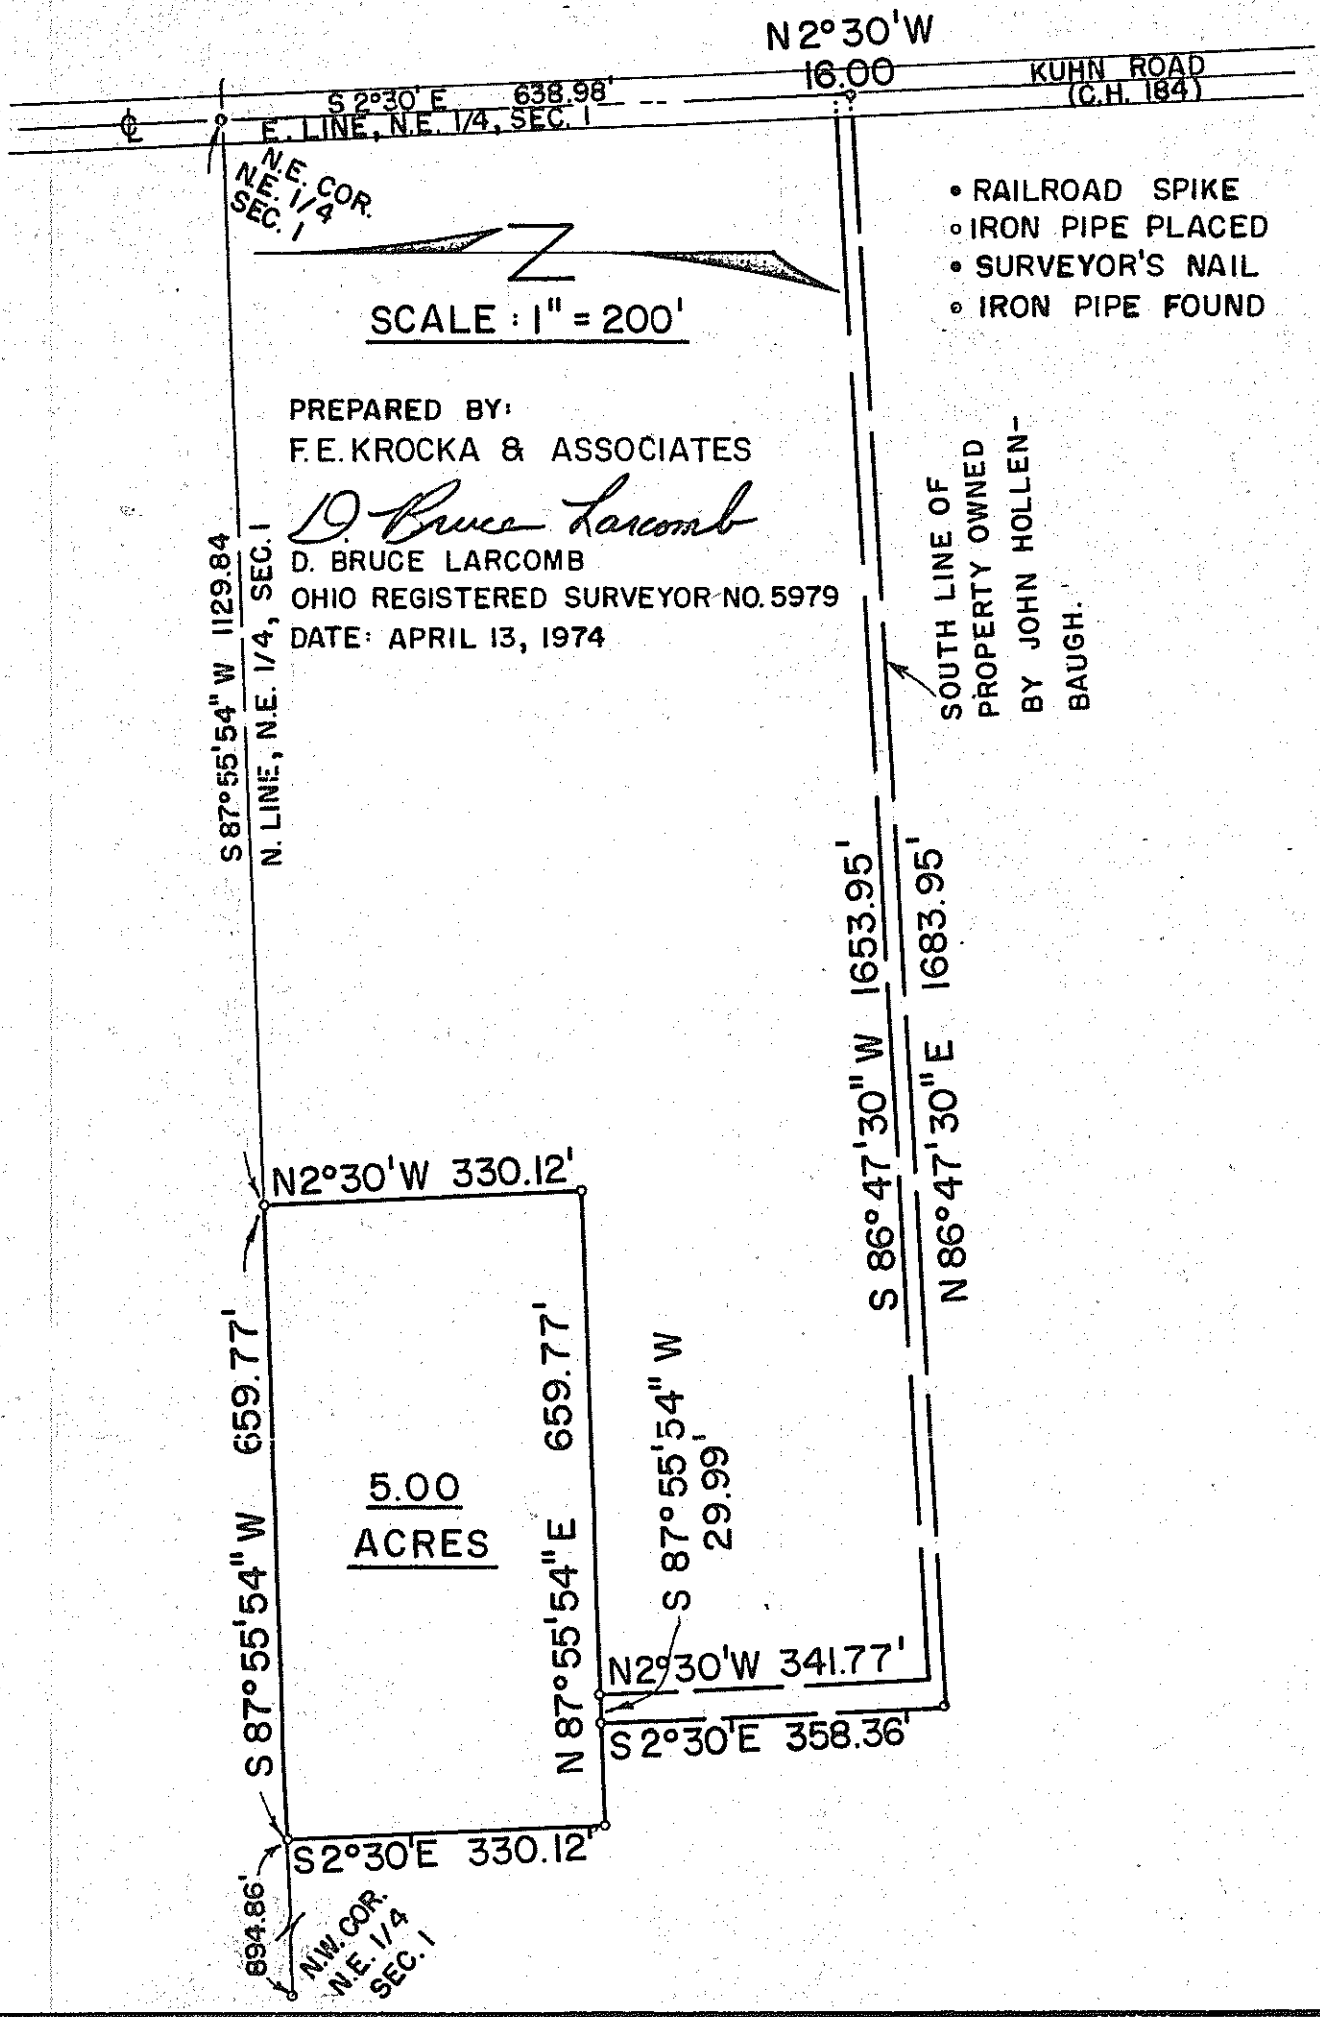 N 2°30'W
16.00
KUHN ROAD
(C.H. 184)
S 2°30' E 638.98'
E. LINE, N.E. 1/4, SEC. 1
℄
N.E. COR.
N.E. 1/4
SEC. 1
• RAILROAD SPIKE
○ IRON PIPE PLACED
• SURVEYOR'S NAIL
○ IRON PIPE FOUND
N
SCALE : 1" = 200'
PREPARED BY:
F.E. KROCKA & ASSOCIATES
D. Bruce Larcomb
D. BRUCE LARCOMB
OHIO REGISTERED SURVEYOR NO. 5979
DATE: APRIL 13, 1974
S 87°55'54" W 1129.84
N. LINE, N.E. 1/4, SEC. 1
SOUTH LINE OF
PROPERTY OWNED
BY JOHN HOLLEN-
BAUGH.
S 86°47'30" W 1653.95'
N 86°47'30" E 1683.95'
N2°30'W 330.12'
S 87°55'54" W 659.77'
N 87°55'54" E 659.77'
5.00
ACRES
S 87°55'54" W
29.99'
N2°30'W 341.77'
S 2°30'E 358.36'
S 2°30'E 330.12'
894.86'
N.W. COR.
N.E. 1/4
SEC. 1